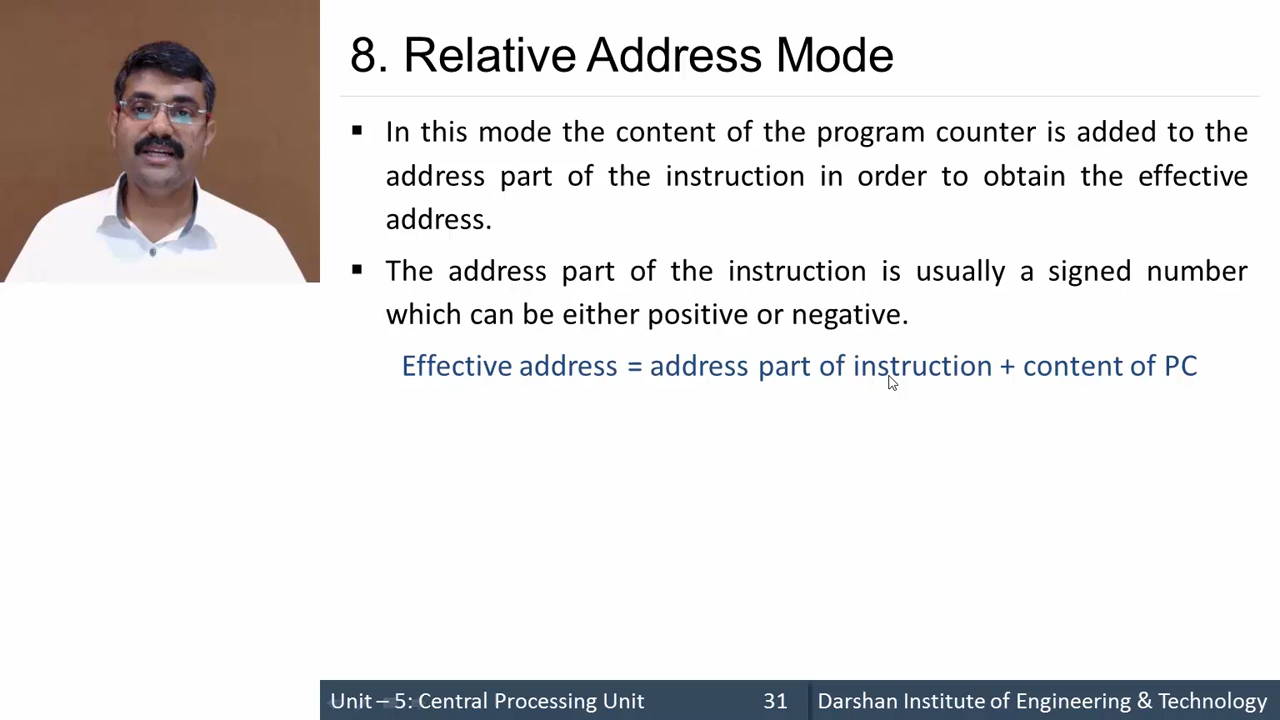 8. Relative Address Mode
▪ In this mode the content of the program counter is added to the
address part of the instruction in order to obtain the effective
address.
▪ The address part of the instruction is usually a signed number
which can be either positive or negative.
Effective address = address part of instruction + content of PC
Unit – 5: Central Processing Unit 31 Darshan Institute of Engineering & Technology